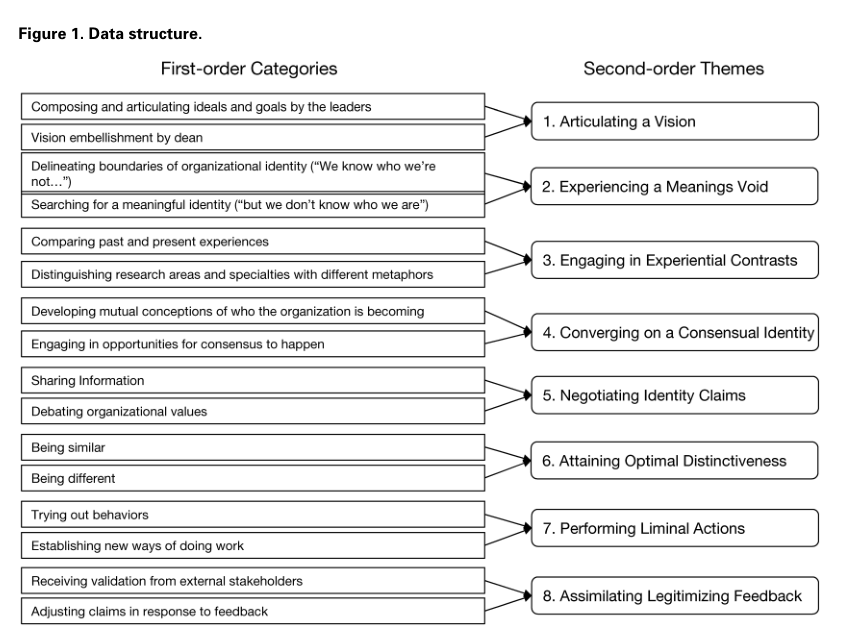 Figure 1. Data structure.
First-order Categories
Second-order Themes
Composing and articulating ideals and goals by the leaders
Vision embellishment by dean
1. Articulating a Vision
Delineating boundaries of organizational identity (“We know who we’re
not...”)
Searching for a meaningful identity (“but we don’t know who we are”)
2. Experiencing a Meanings Void
Comparing past and present experiences
Distinguishing research areas and specialties with different metaphors
3. Engaging in Experiential Contrasts
Developing mutual conceptions of who the organization is becoming
Engaging in opportunities for consensus to happen
4. Converging on a Consensual Identity
Sharing Information
Debating organizational values
5. Negotiating Identity Claims
Being similar
Being different
6. Attaining Optimal Distinctiveness
Trying out behaviors
Establishing new ways of doing work
7. Performing Liminal Actions
Receiving validation from external stakeholders
Adjusting claims in response to feedback
8. Assimilating Legitimizing Feedback